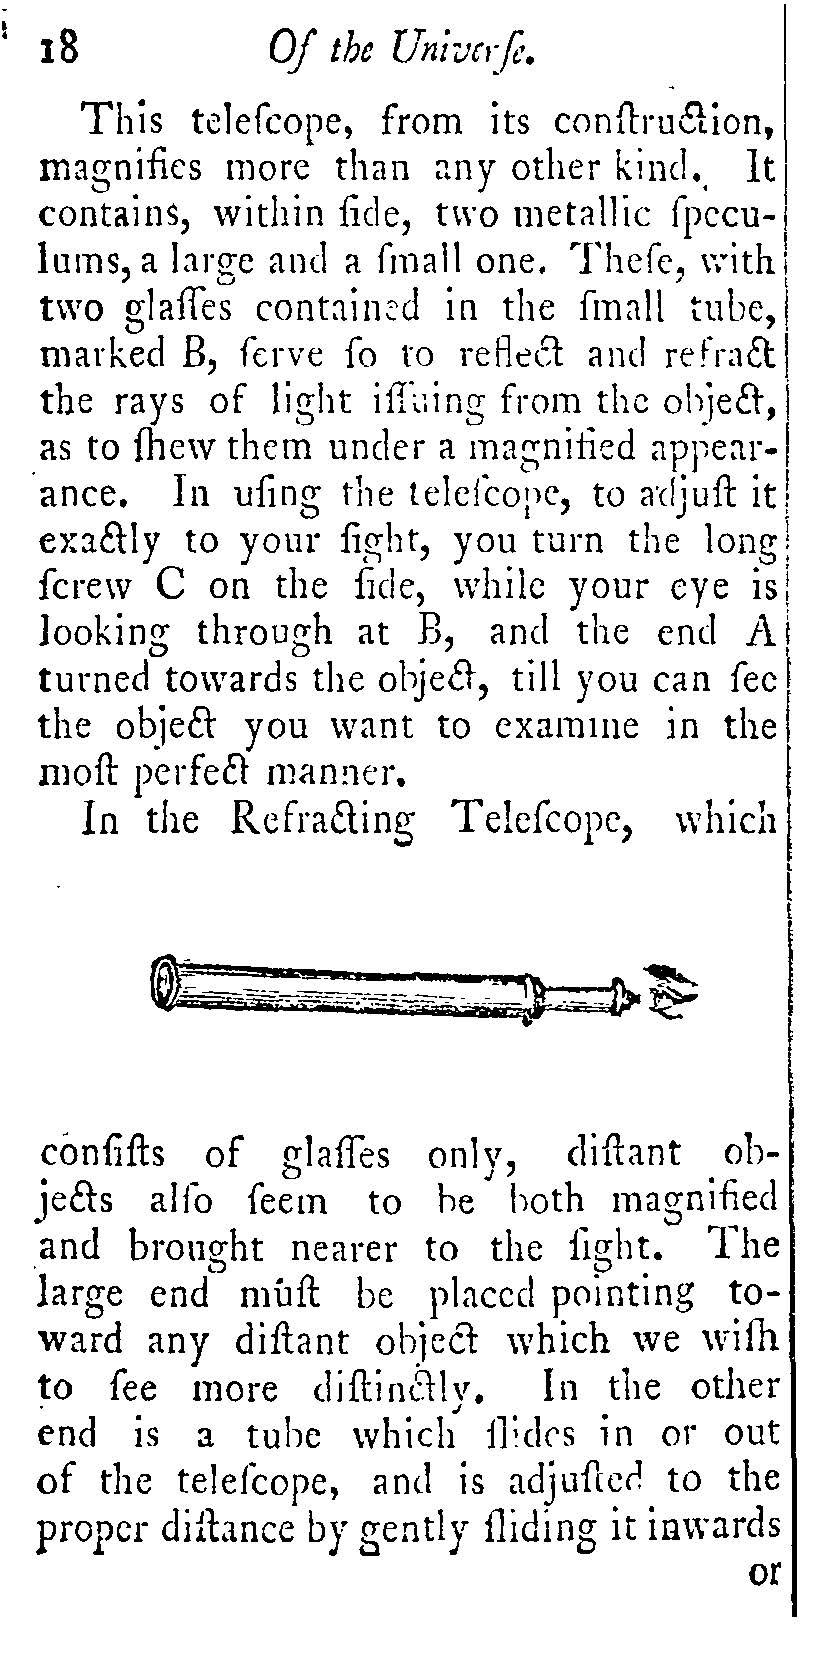 18 Of the Univerſe.
This teleſcope, from its conſtruction,
magnifies more than any other kind. It
contains, within ſide, two metallic ſpecu-
lums, a large and a ſmall one. Theſe, with
two glaſſes contained in the ſmall tube,
marked B, ſerve ſo to reflect and refract
the rays of light iſſuing from the object,
as to ſhew them under a magnified appear-
ance. In uſing the teleſcope, to adjuſt it
exactly to your ſight, you turn the long
ſcrew C on the ſide, while your eye is
looking through at B, and the end A
turned towards the object, till you can ſee
the object you want to examine in the
moſt perfect manner.
In the Refracting Teleſcope, which
conſiſts of glaſſes only, diſtant ob-
jects alſo ſeem to be both magnified
and brought nearer to the ſight. The
large end muſt be placed pointing to-
ward any diſtant object which we wiſh
to ſee more diſtinctly. In the other
end is a tube which ſlides in or out
of the teleſcope, and is adjuſted to the
proper diſtance by gently ſliding it inwards
or